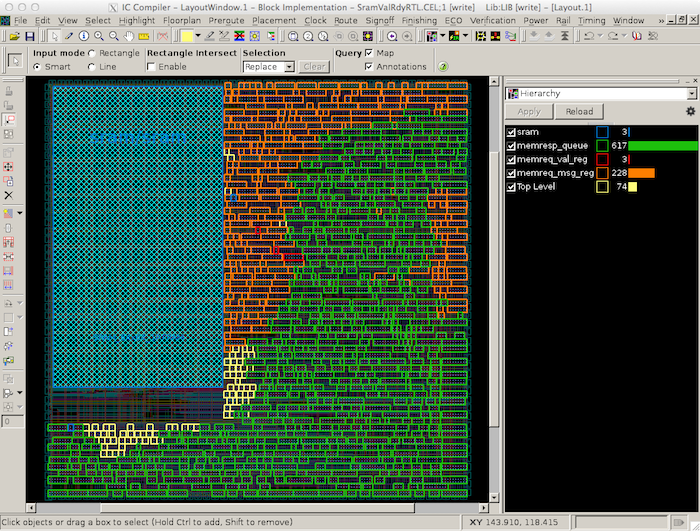 IC Compiler – LayoutWindow.1 – Block Implementation – SramValRdyRTL.CEL;1 [write]   Lib:LIB [write] – [Layout.1]
File Edit View Select Highlight Floorplan Preroute Placement Clock Route Signoff Finishing ECO Verification Power Rail Timing Window
Input mode Rectangle Rectangle Intersect Selection Query Map
Smart Line Enable Replace Clear Annotations
Hierarchy
Apply Reload
sram 3
memresp_queue 617
memreq_val_reg 3
memreq_msg_reg 228
Top Level 74
0
Click objects or drag a box to select (Hold Ctrl to add, Shift to remove) XY 143.910, 118.415